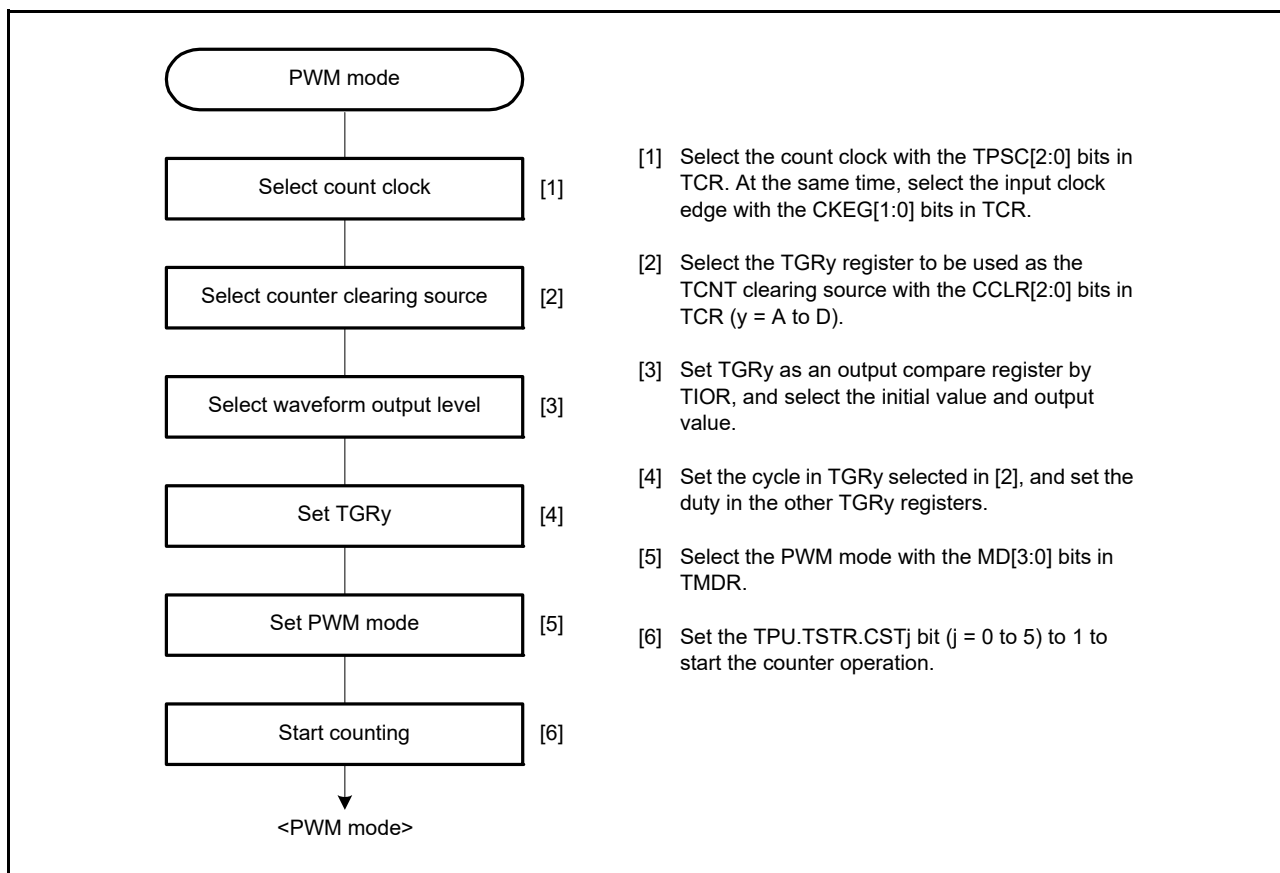 PWM mode
Select count clock [1]
Select counter clearing source [2]
Select waveform output level [3]
Set TGRy [4]
Set PWM mode [5]
Start counting [6]
<PWM mode>
[1] Select the count clock with the TPSC[2:0] bits in
TCR. At the same time, select the input clock
edge with the CKEG[1:0] bits in TCR.
[2] Select the TGRy register to be used as the
TCNT clearing source with the CCLR[2:0] bits in
TCR (y = A to D).
[3] Set TGRy as an output compare register by
TIOR, and select the initial value and output
value.
[4] Set the cycle in TGRy selected in [2], and set the
duty in the other TGRy registers.
[5] Select the PWM mode with the MD[3:0] bits in
TMDR.
[6] Set the TPU.TSTR.CSTj bit (j = 0 to 5) to 1 to
start the counter operation.